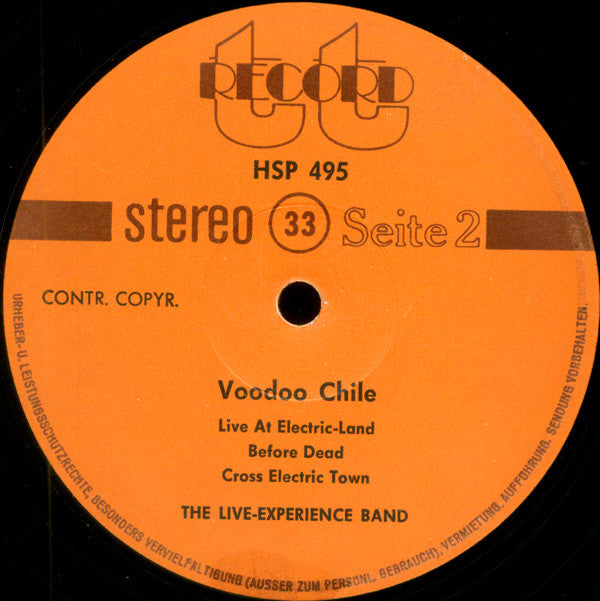 tt RECORD
HSP 495
stereo 33 Seite 2
CONTR. COPYR.
Voodoo Chile
Live At Electric-Land
Before Dead
Cross Electric Town
THE LIVE-EXPERIENCE BAND
URHEBER- U. LEISTUNGSSCHUTZRECHTE, BESONDERS VERVIELFÄLTIGUNG (AUSSER ZUM PERSÖNL. GEBRAUCH), VERMIETUNG, AUFFÜHRUNG, SENDUNG VORBEHALTEN.